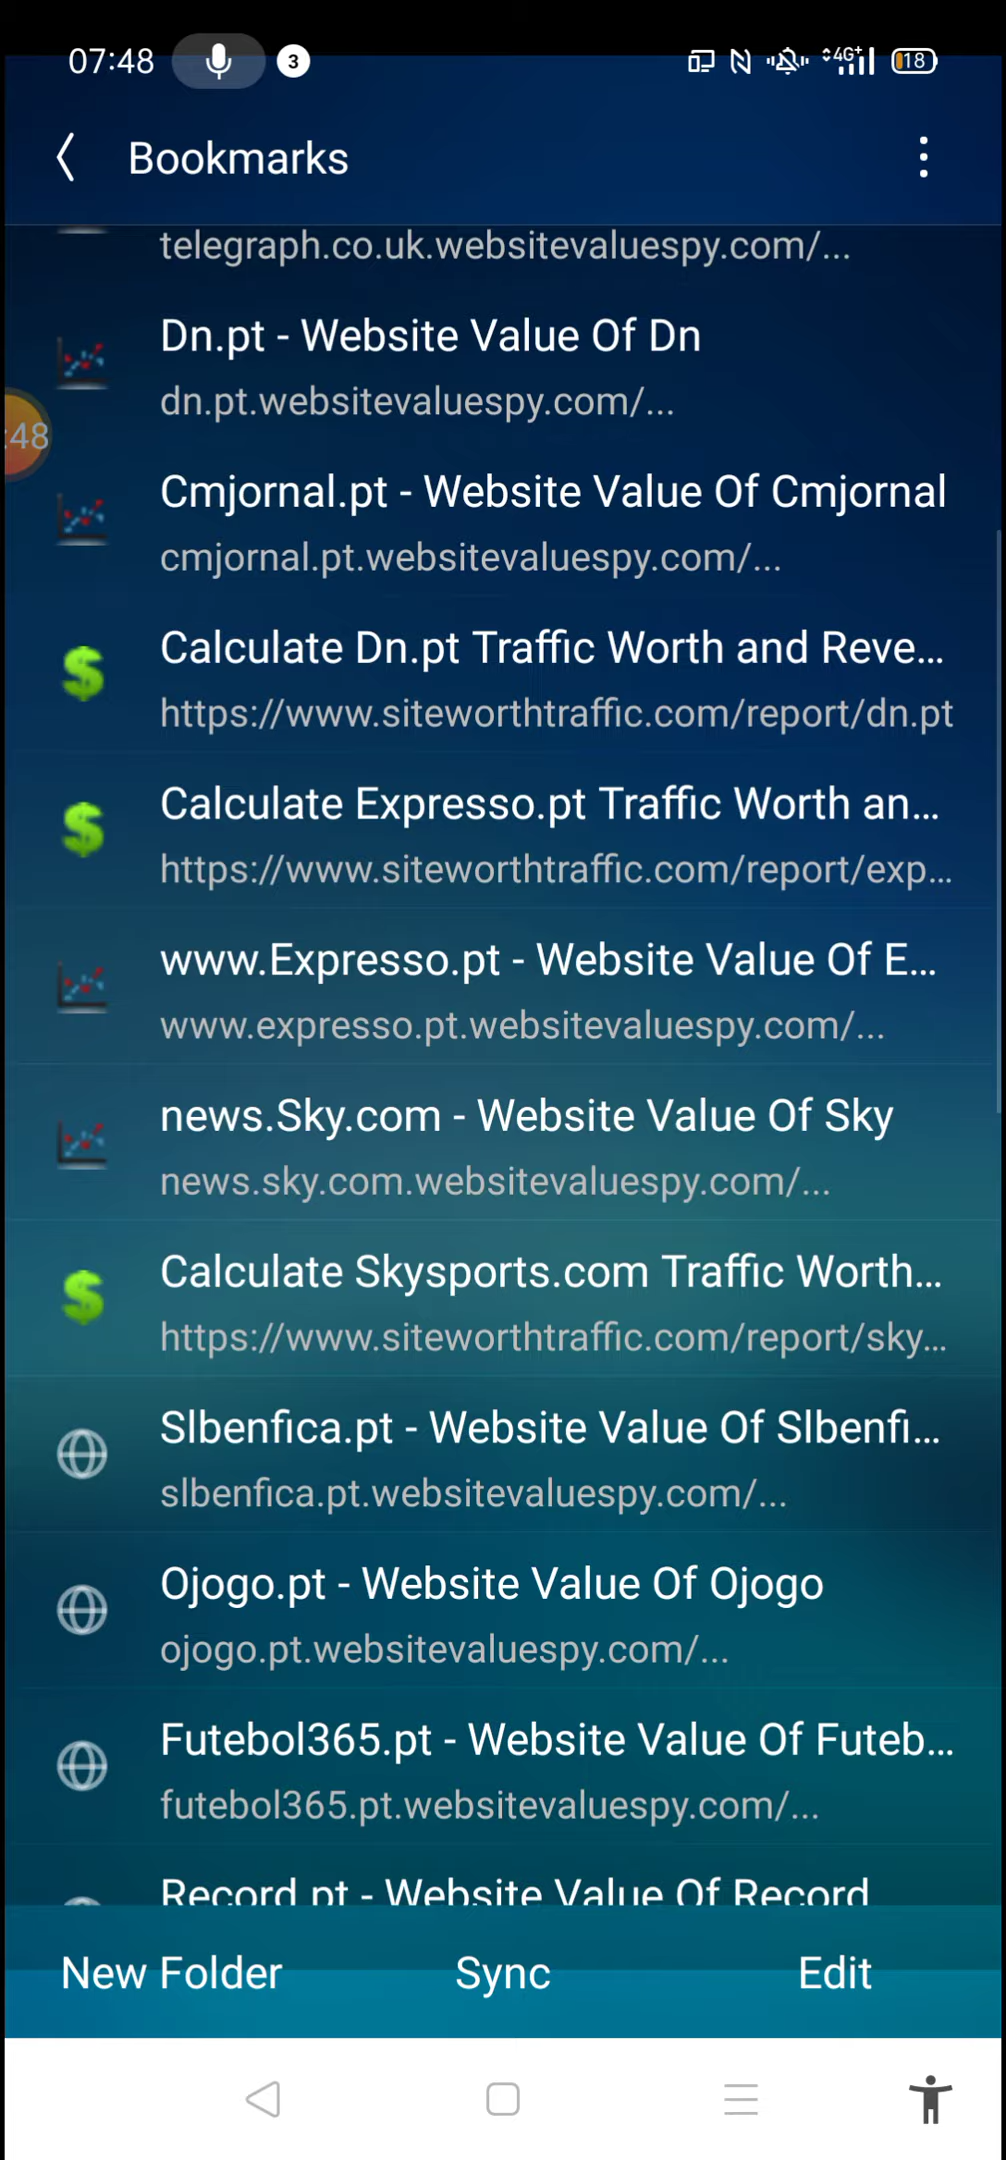 07:48
3
4G+
18
Bookmarks
telegraph.co.uk.websitevaluespy.com/...
Dn.pt - Website Value Of Dn
dn.pt.websitevaluespy.com/...
:48
Cmjornal.pt - Website Value Of Cmjornal
cmjornal.pt.websitevaluespy.com/...
Calculate Dn.pt Traffic Worth and Reve...
https://www.siteworthtraffic.com/report/dn.pt
Calculate Expresso.pt Traffic Worth an...
https://www.siteworthtraffic.com/report/exp...
www.Expresso.pt - Website Value Of E...
www.expresso.pt.websitevaluespy.com/...
news.Sky.com - Website Value Of Sky
news.sky.com.websitevaluespy.com/...
Calculate Skysports.com Traffic Worth...
https://www.siteworthtraffic.com/report/sky...
Slbenfica.pt - Website Value Of Slbenfi...
slbenfica.pt.websitevaluespy.com/...
Ojogo.pt - Website Value Of Ojogo
ojogo.pt.websitevaluespy.com/...
Futebol365.pt - Website Value Of Futeb...
futebol365.pt.websitevaluespy.com/...
Record.pt - Website Value Of Record
New Folder
Sync
Edit